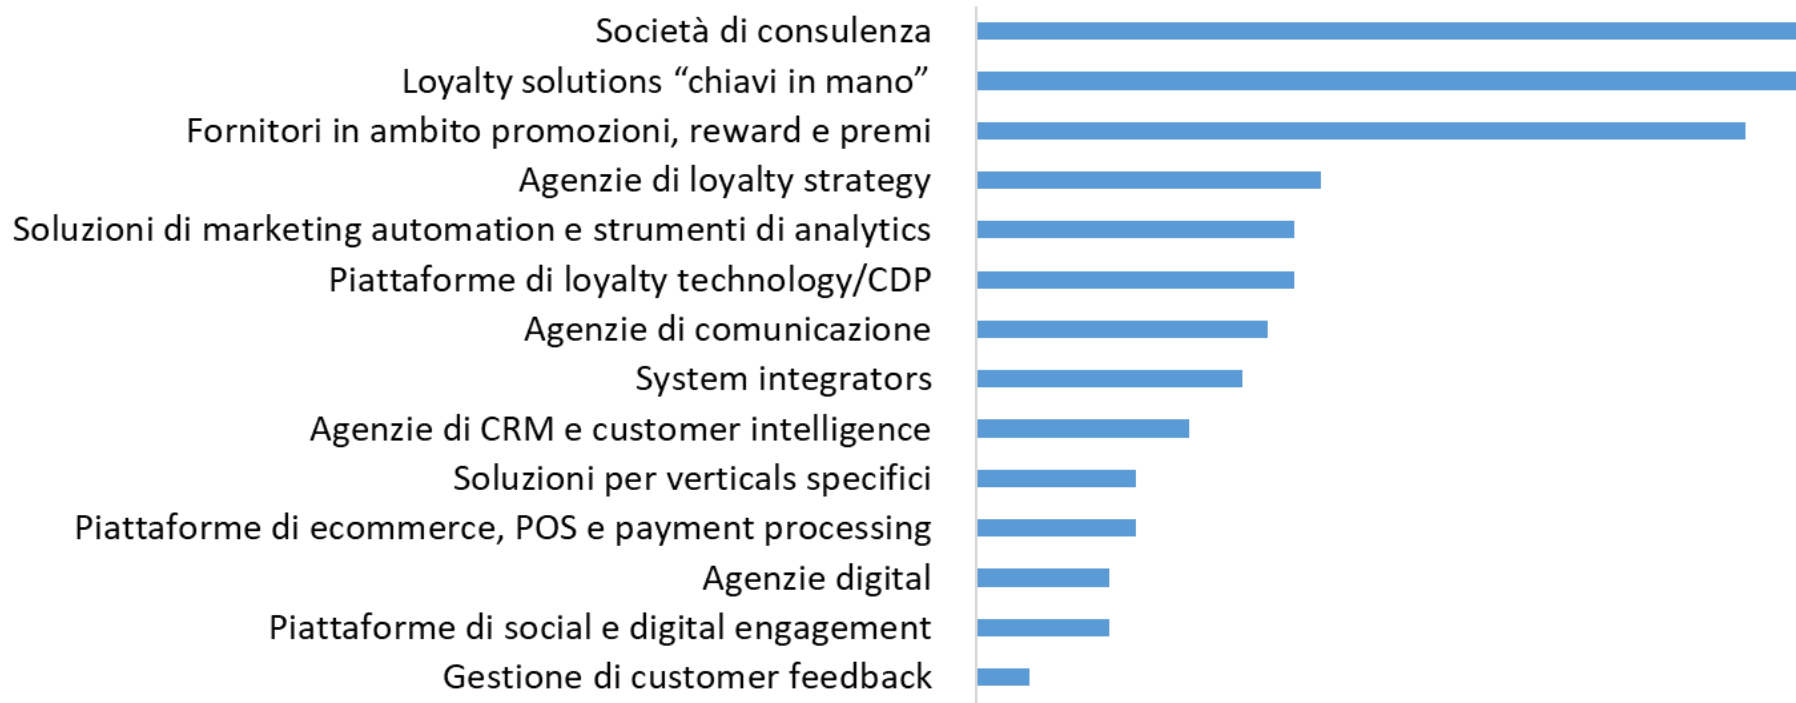 Società di consulenza
Loyalty solutions “chiavi in mano”
Fornitori in ambito promozioni, reward e premi
Agenzie di loyalty strategy
Soluzioni di marketing automation e strumenti di analytics
Piattaforme di loyalty technology/CDP
Agenzie di comunicazione
System integrators
Agenzie di CRM e customer intelligence
Soluzioni per verticals specifici
Piattaforme di ecommerce, POS e payment processing
Agenzie digital
Piattaforme di social e digital engagement
Gestione di customer feedback